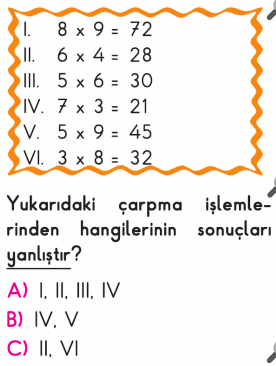 I. 8 x 9 = 72
II. 6 x 4 = 28
III. 5 x 6 = 30
IV. 7 x 3 = 21
V. 5 x 9 = 45
VI. 3 x 8 = 32
Yukarıdaki çarpma işlemle-
rinden hangilerinin sonuçları
yanlıştır?
A) I, II, III, IV
B) IV, V
C) II, VI